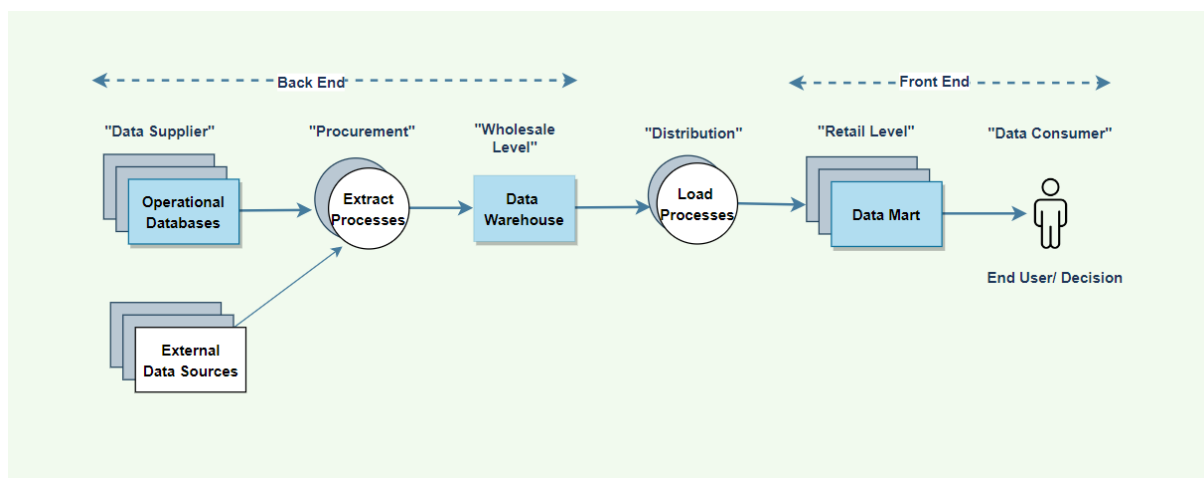 Back End
Front End
"Data Supplier"
"Procurement"
"Wholesale
Level"
"Distribution"
"Retail Level"
"Data Consumer"
Operational
Databases
Extract
Processes
Data
Warehouse
Load
Processes
Data Mart
End User/ Decision
External
Data Sources